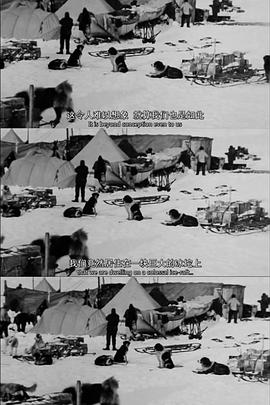 这令人难以想象 就算我们也是如此
It is beyond conception even to us
我们竟然居住在一块巨大的冰垞上
that we are dwelling on a colossal ice-raft...